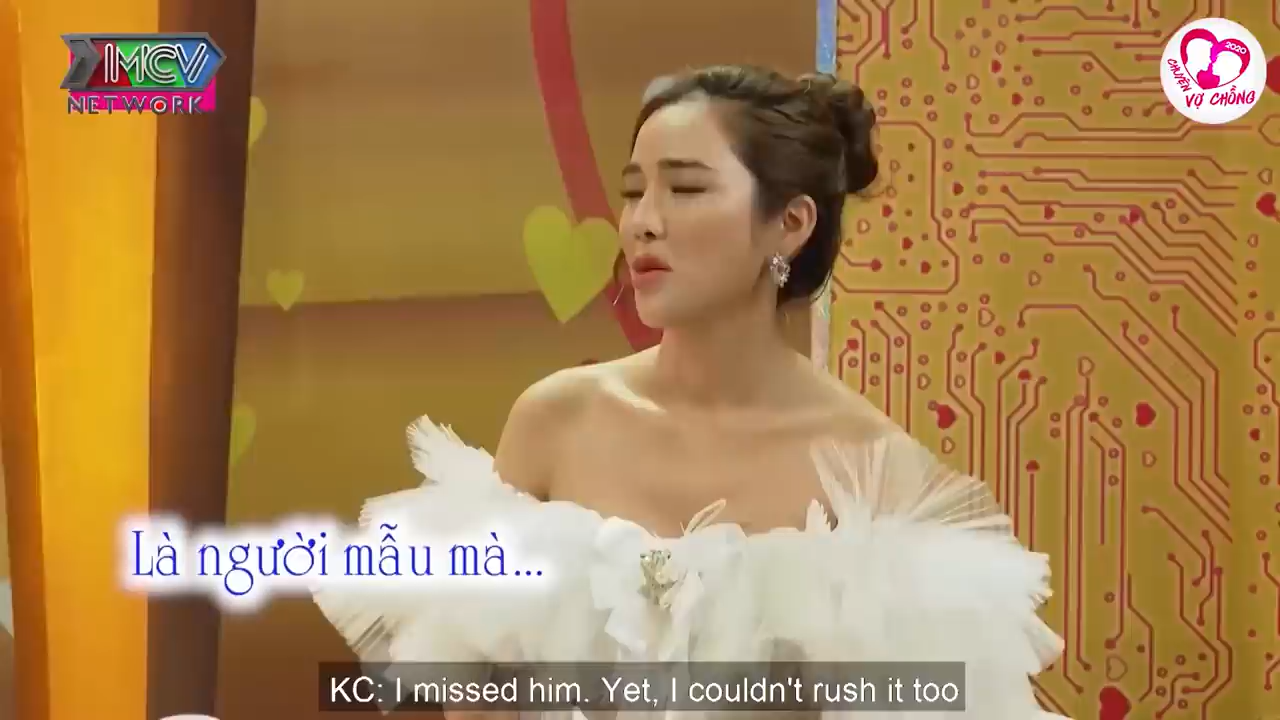 MCV
NETWORK
2020
CHUYỆN
VỢ CHỒNG
Là người mẫu mà...
KC: I missed him. Yet, I couldn't rush it too